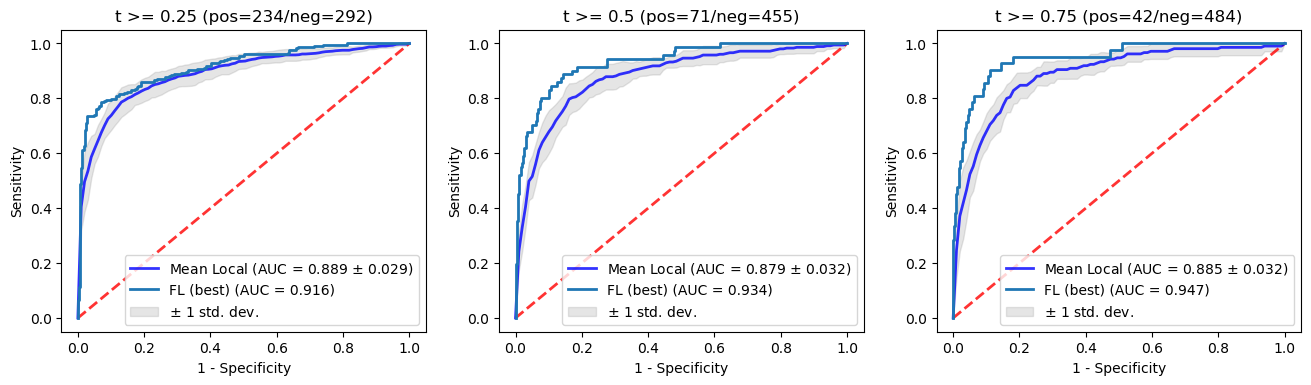 t >= 0.25 (pos=234/neg=292)
1.0
0.8
0.6
0.4
0.2
0.0
Sensitivity
Mean Local (AUC = 0.889 ± 0.029)
FL (best) (AUC = 0.916)
± 1 std. dev.
0.0 0.2 0.4 0.6 0.8 1.0
1 - Specificity
t >= 0.5 (pos=71/neg=455)
1.0
0.8
0.6
0.4
0.2
0.0
Sensitivity
Mean Local (AUC = 0.879 ± 0.032)
FL (best) (AUC = 0.934)
± 1 std. dev.
0.0 0.2 0.4 0.6 0.8 1.0
1 - Specificity
t >= 0.75 (pos=42/neg=484)
1.0
0.8
0.6
0.4
0.2
0.0
Sensitivity
Mean Local (AUC = 0.885 ± 0.032)
FL (best) (AUC = 0.947)
± 1 std. dev.
0.0 0.2 0.4 0.6 0.8 1.0
1 - Specificity